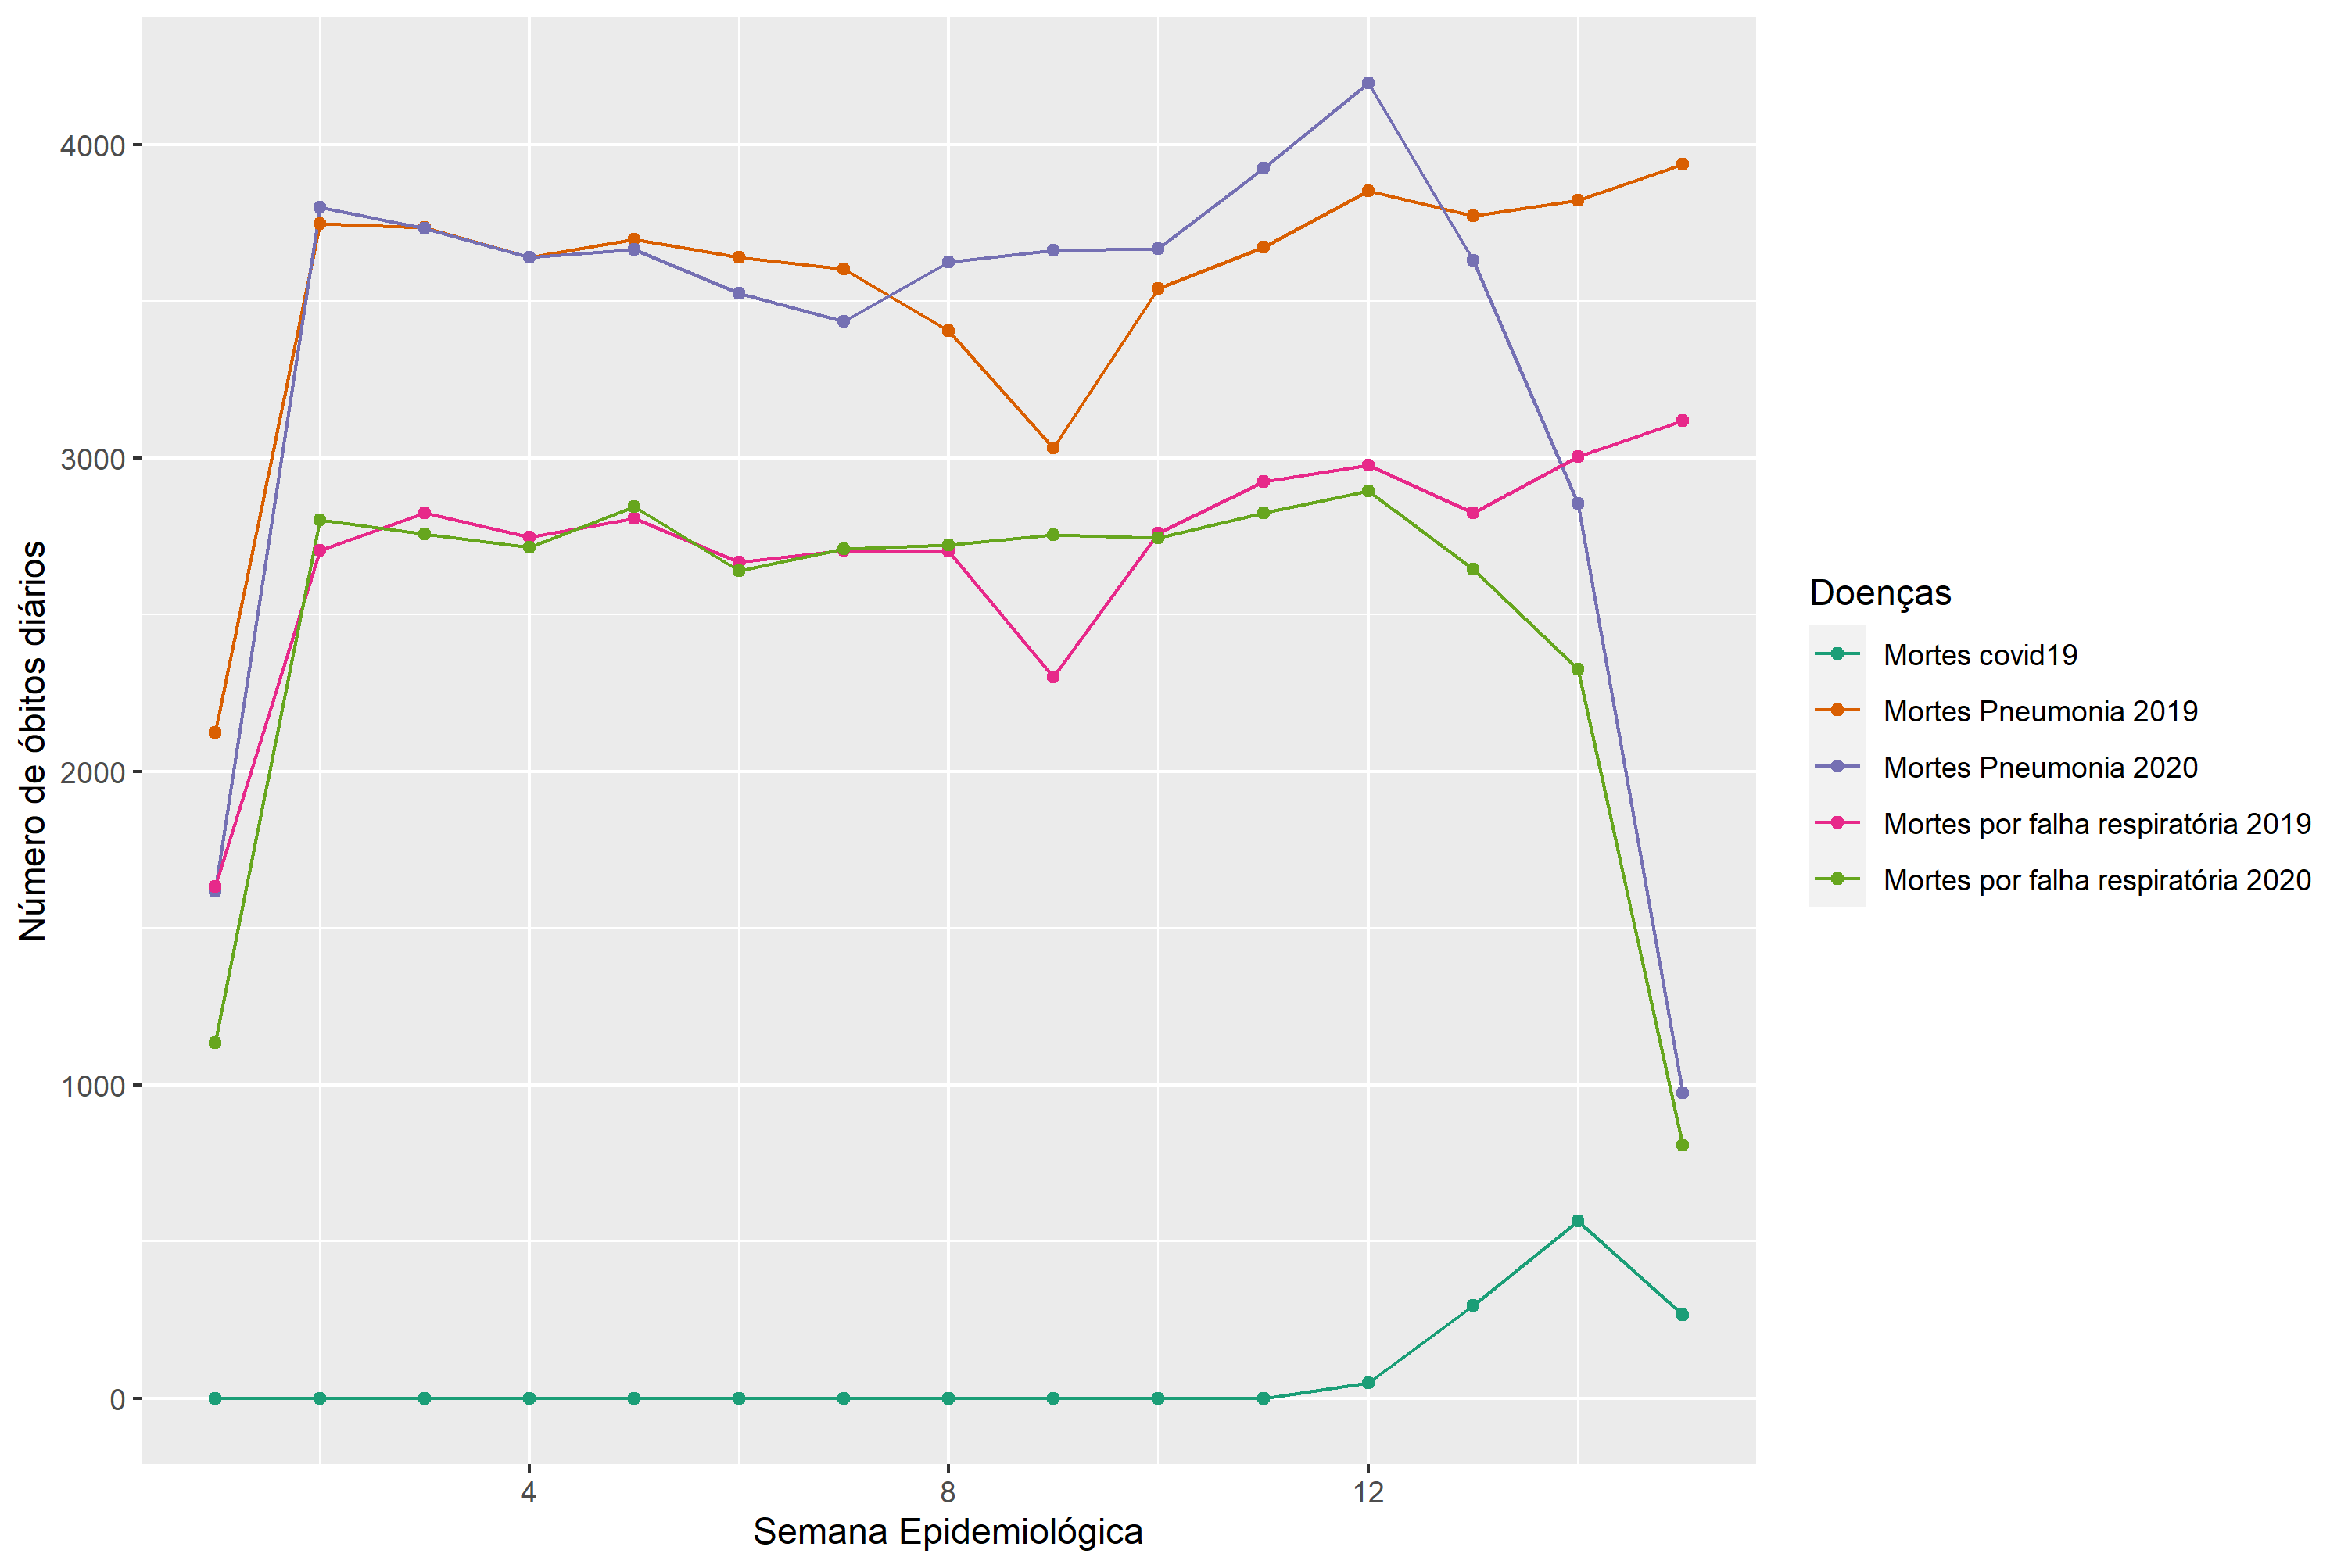 4000
3000
2000
1000
0
Número de óbitos diários
4
8
12
Semana Epidemiológica
Doenças
Mortes covid19
Mortes Pneumonia 2019
Mortes Pneumonia 2020
Mortes por falha respiratória 2019
Mortes por falha respiratória 2020